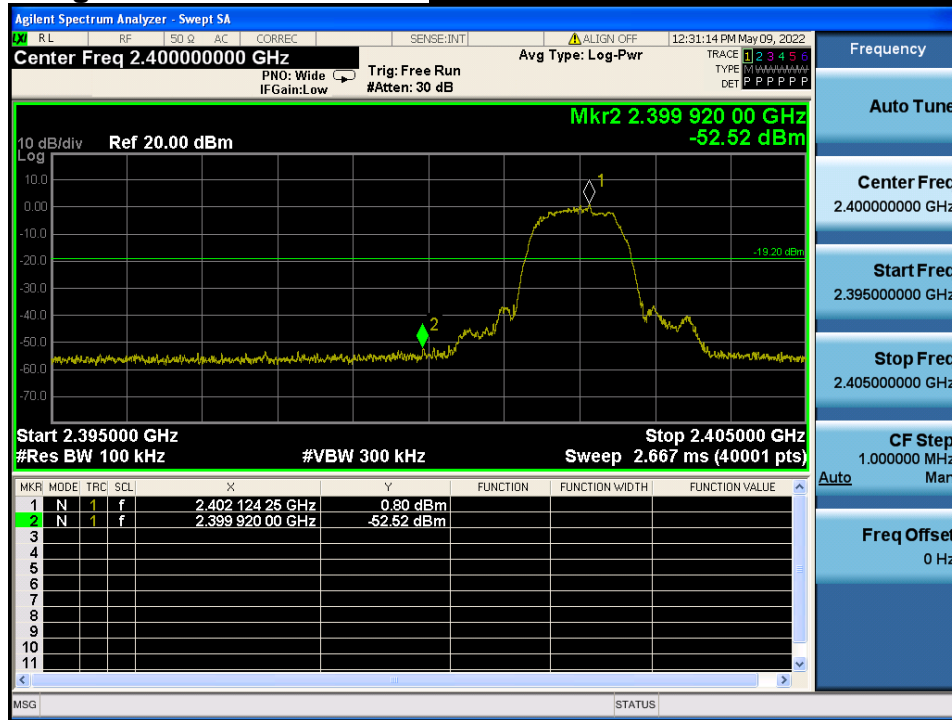 Agilent Spectrum Analyzer - Swept SA
LXI RL RF 50 Ω AC CORREC SENSE:INT ALIGN OFF 12:31:14 PM May 09, 2022
Center Freq 2.400000000 GHz
PNO: Wide
IFGain:Low
Trig: Free Run
#Atten: 30 dB
Avg Type: Log-Pwr
TRACE 1 2 3 4 5 6
TYPE M
DET P P P P P P
Mkr2 2.399 920 00 GHz
-52.52 dBm
10 dB/div Ref 20.00 dBm
Log
10.0
0.00
-10.0
-20.0
-30.0
-40.0
-50.0
-60.0
-70.0
1
-19.20 dBm
2
Start 2.395000 GHz Stop 2.405000 GHz
#Res BW 100 kHz #VBW 300 kHz Sweep 2.667 ms (40001 pts)
MKR MODE TRC SCL X Y FUNCTION FUNCTION WIDTH FUNCTION VALUE
1 N 1 f 2.402 124 25 GHz 0.80 dBm
2 N 1 f 2.399 920 00 GHz -52.52 dBm
3
4
5
6
7
8
9
10
11
MSG STATUS
Frequency
Auto Tune
Center Freq
2.400000000 GHz
Start Freq
2.395000000 GHz
Stop Freq
2.405000000 GHz
CF Step
1.000000 MHz
Auto Man
Freq Offset
0 Hz